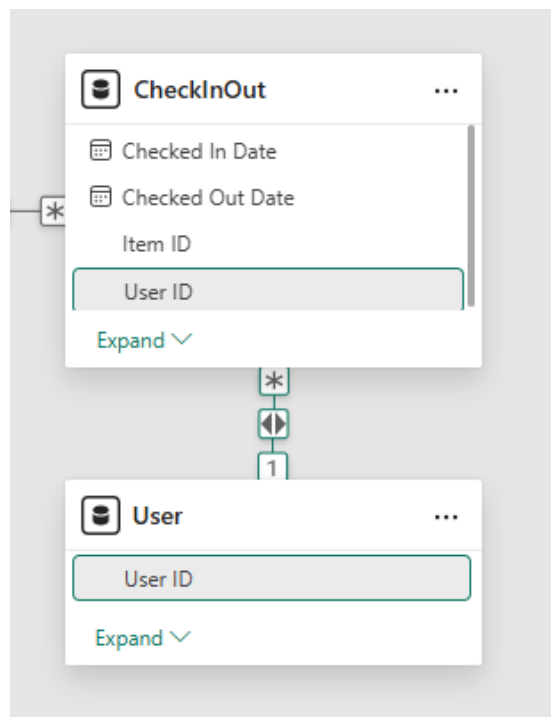 CheckInOut
Checked In Date
Checked Out Date
*
Item ID
User ID
Expand
*
1
User
User ID
Expand